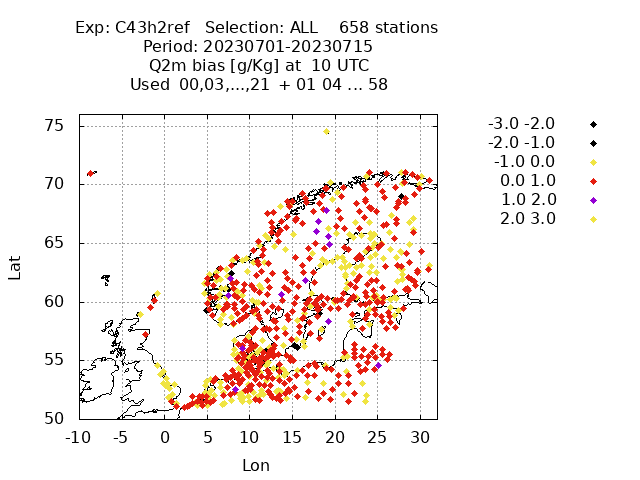 Exp: C43h2ref   Selection: ALL    658 stations
Period: 20230701-20230715
Q2m bias [g/Kg] at  10 UTC
Used  00,03,...,21  + 01 04 ... 58
75
70
65
60
55
50
Lat
-10 -5 0 5 10 15 20 25 30
Lon
-3.0 -2.0
-2.0 -1.0
-1.0 0.0
0.0 1.0
1.0 2.0
2.0 3.0